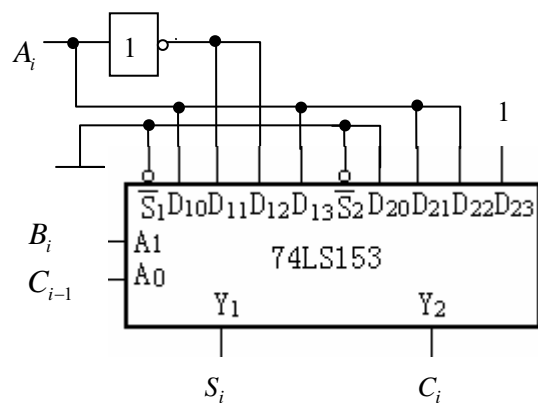 A_i
1
1
S̅₁ D₁₀ D₁₁ D₁₂ D₁₃ S̅₂ D₂₀ D₂₁ D₂₂ D₂₃
B_i
A1
74LS153
C_{i−1}
A0
Y₁ Y₂
S_i C_i